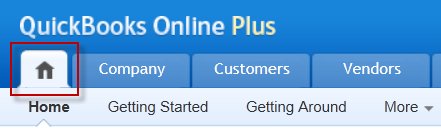 QuickBooks Online Plus
Company Customers Vendors
Home Getting Started Getting Around More